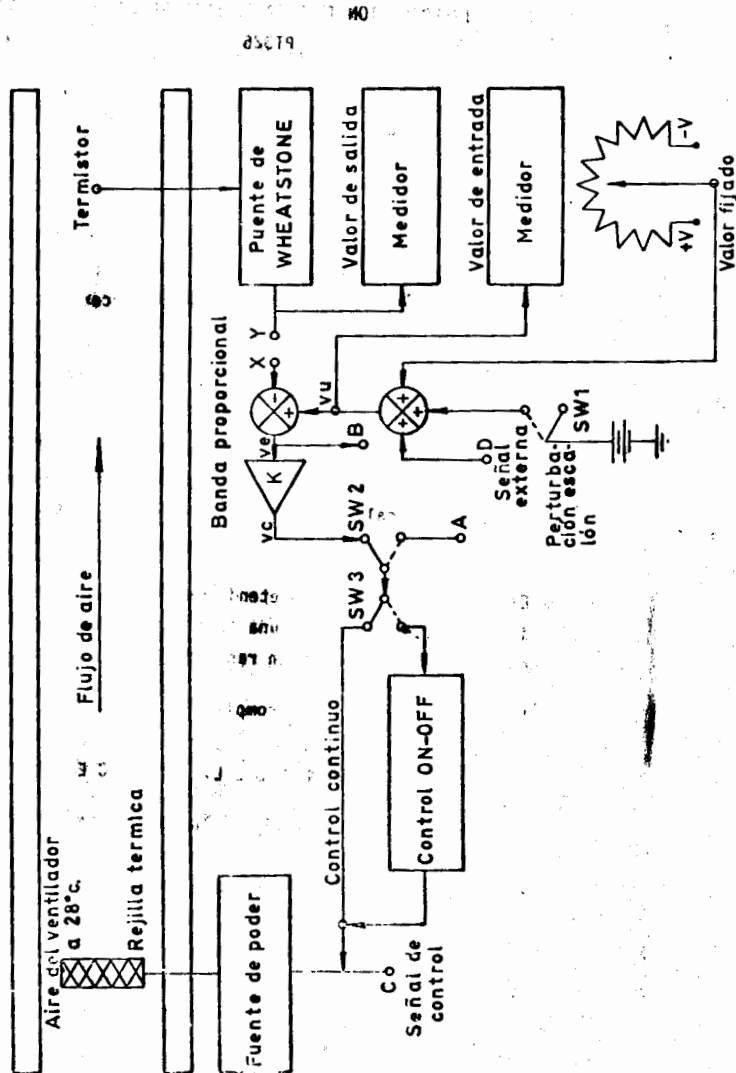 Aire del ventilador
a 28°c.
Rejilla termica
Flujo de aire
Termistor
Fuente de poder
Puente de
WHEATSTONE
Valor de salida
Medidor
Valor de entrada
Medidor
+V
-V
Valor fijado
Banda proporcional
X
Y
-
+
ve
vu
B
K
vc
SW2
A
SW3
+
+
+
D
Señal
externa
SW1
Perturba-
ción esca-
lón
Control continuo
Control ON-OFF
C
Señal de
control